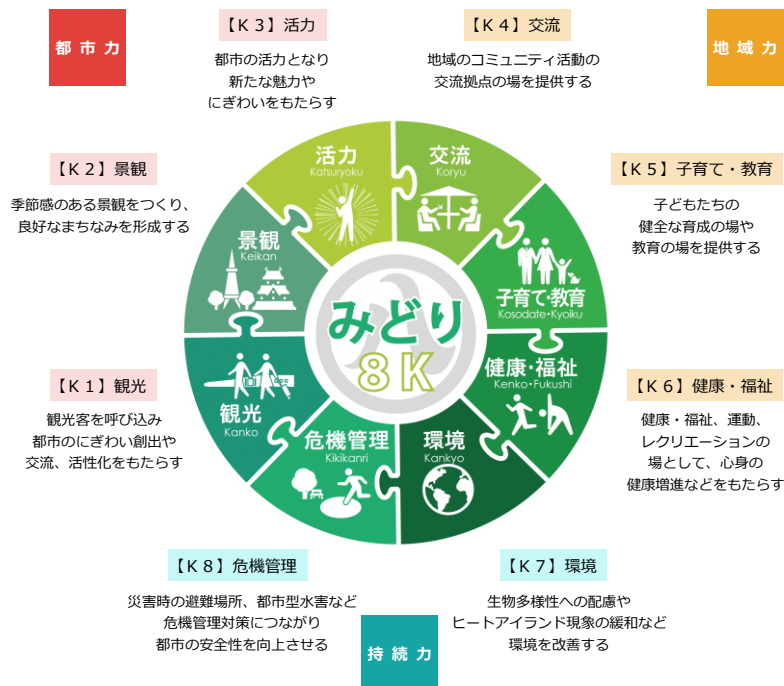 都市力
【K3】活力
都市の活力となり
新たな魅力や
にぎわいをもたらす
【K4】交流
地域のコミュニティ活動の
交流拠点の場を提供する
地域力
【K2】景観
季節感のある景観をつくり、
良好なまちなみを形成する
【K5】子育て・教育
子どもたちの
健全な育成の場や
教育の場を提供する
活力
Katsuryoku
交流
Koryu
景観
Keikan
子育て・教育
Kosodate・Kyoiku
みどり
8K
観光
Kanko
健康・福祉
Kenko・Fukushi
危機管理
Kikikanri
環境
Kankyo
【K1】観光
観光客を呼び込み
都市のにぎわい創出や
交流、活性化をもたらす
【K6】健康・福祉
健康・福祉、運動、
レクリエーションの
場として、心身の
健康増進などをもたらす
【K8】危機管理
災害時の避難場所、都市型水害など
危機管理対策につながり
都市の安全性を向上させる
【K7】環境
生物多様性への配慮や
ヒートアイランド現象の緩和など
環境を改善する
持続力